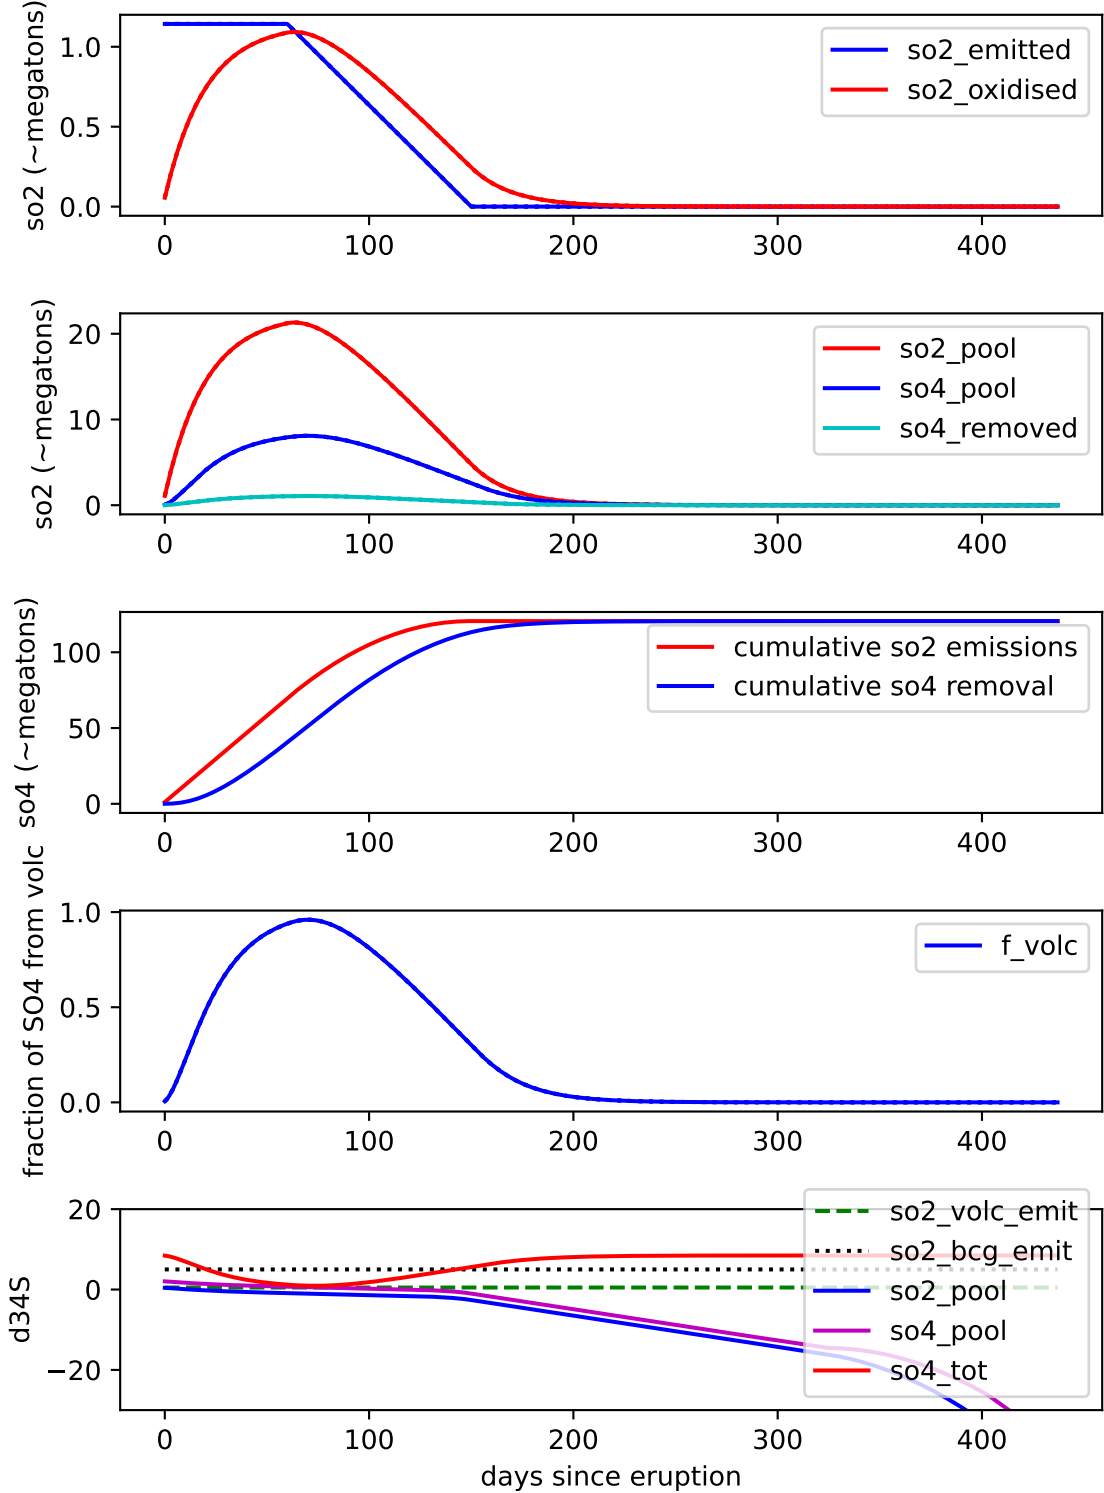 so2 (~megatons)
1.0
0.5
0.0
so2_emitted
so2_oxidised
0 100 200 300 400
so2 (~megatons)
20
10
0
so2_pool
so4_pool
so4_removed
0 100 200 300 400
so4 (~megatons)
100
50
0
cumulative so2 emissions
cumulative so4 removal
0 100 200 300 400
fraction of SO4 from volc
1.0
0.5
0.0
f_volc
0 100 200 300 400
d34S
20
0
−20
so2_volc_emit
so2_bcg_emit
so2_pool
so4_pool
so4_tot
0 100 200 300 400
days since eruption